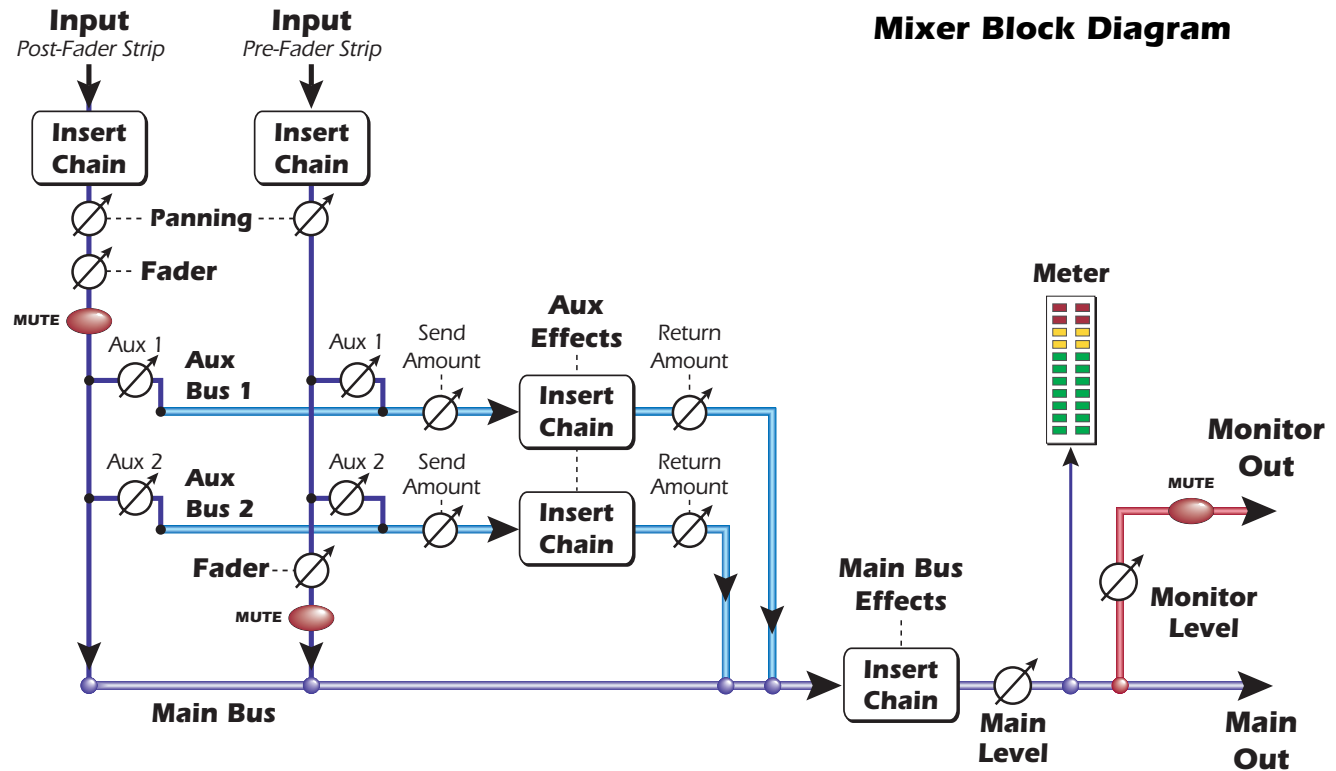 Mixer Block Diagram
Input
Post-Fader Strip
Input
Pre-Fader Strip
Insert
Chain
Insert
Chain
Panning
Fader
MUTE
Aux 1
Aux
Bus 1
Aux 1
Send
Amount
Aux
Effects
Insert
Chain
Return
Amount
Aux 2
Aux
Bus 2
Aux 2
Send
Amount
Insert
Chain
Return
Amount
Fader
MUTE
Main Bus
Main Bus
Effects
Insert
Chain
Main
Level
Meter
Monitor
Out
MUTE
Monitor
Level
Main
Out